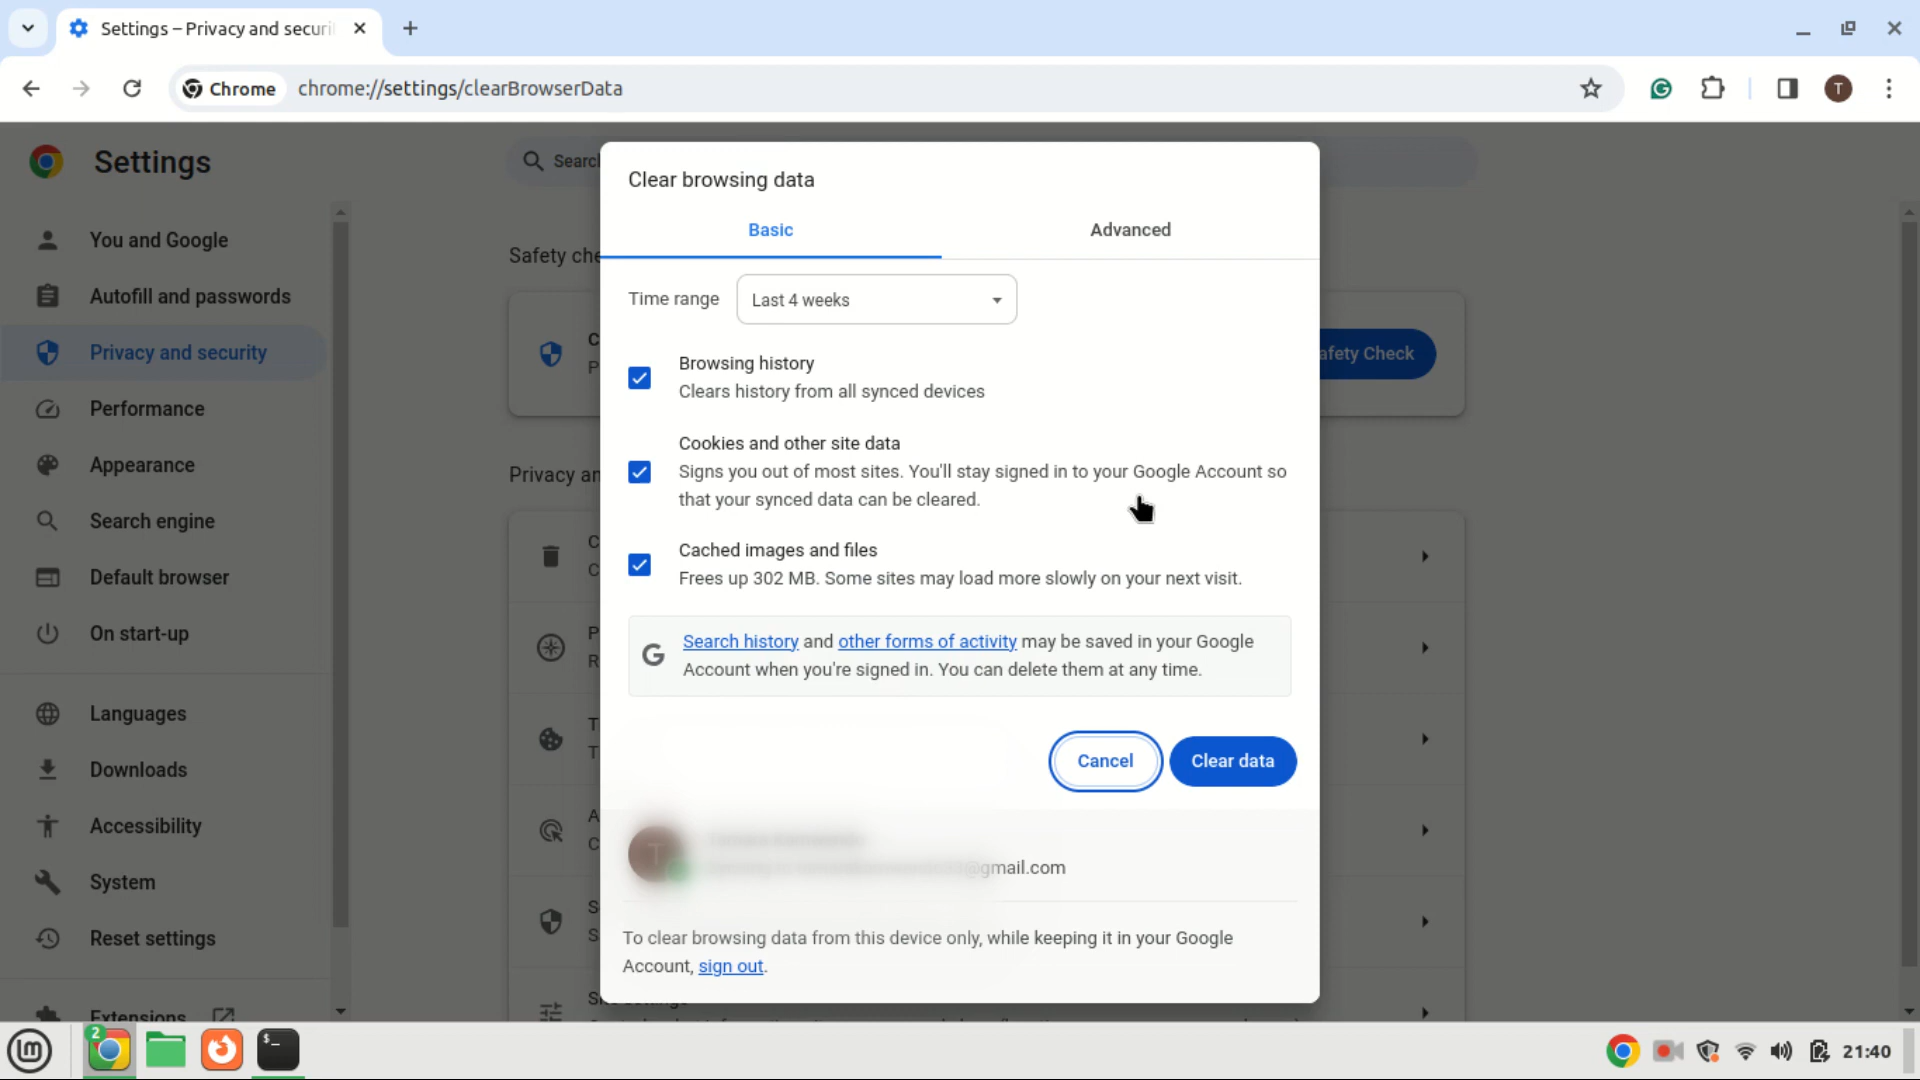 Settings – Privacy and securi
Chrome
chrome://settings/clearBrowserData
T
Settings
Search
You and Google
Autofill and passwords
Privacy and security
Performance
Appearance
Search engine
Default browser
On start-up
Languages
Downloads
Accessibility
System
Reset settings
Extensions
Safety che
C
P
afety Check
Privacy an
C
C
P
R
T
T
A
C
S
S
Clear browsing data
Basic
Advanced
Time range
Last 4 weeks
Browsing history
Clears history from all synced devices
Cookies and other site data
Signs you out of most sites. You'll stay signed in to your Google Account so
that your synced data can be cleared.
Cached images and files
Frees up 302 MB. Some sites may load more slowly on your next visit.
G
Search history and other forms of activity may be saved in your Google
Account when you're signed in. You can delete them at any time.
Cancel
Clear data
@gmail.com
To clear browsing data from this device only, while keeping it in your Google
Account, sign out.
2
$_
21:40